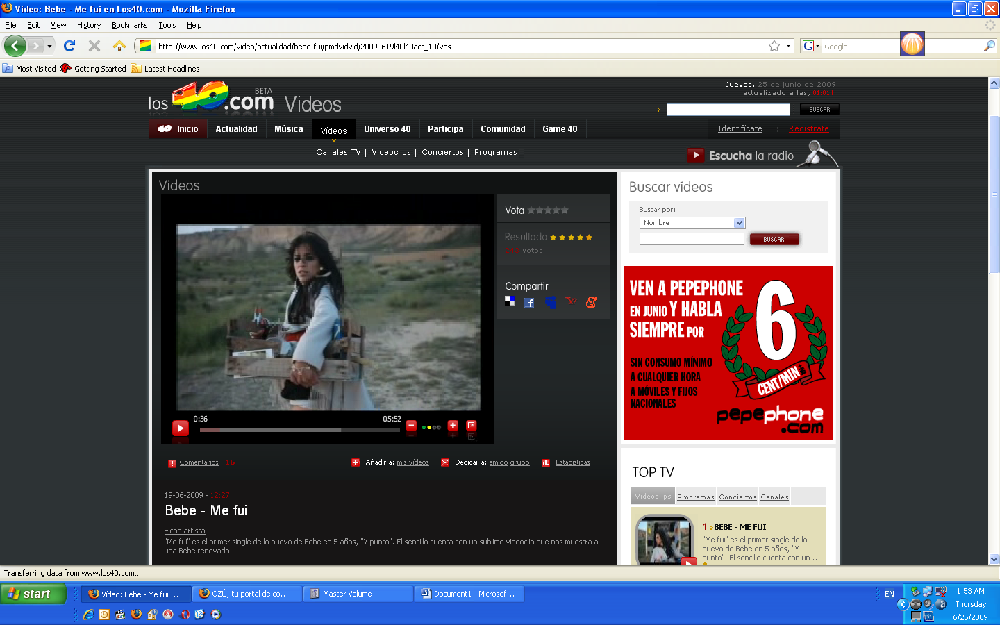 Vídeo: Bebe - Me fui en Los40.com - Mozilla Firefox
File Edit View History Bookmarks Tools Help
http://www.los40.com/video/actualidad/bebe-fui/pmdvidvid/20090619l40l40act_10/ves
Google
Most Visited Getting Started Latest Headlines
los 40.com BETA Videos
Jueves, 25 de junio de 2009
actualizado a las, 01:01 h
BUSCAR
Inicio Actualidad Música Vídeos Universo 40 Participa Comunidad Game 40
Identifícate Regístrate
Canales TV | Videoclips | Conciertos | Programas |
Escucha la radio
Videos
Vota
Resultado
votos
Compartir
0:36 05:52
Comentarios - 16
Añadir a: mis vídeos Dedicar a: amigo grupo Estadísticas
19-06-2009 - 12:27
Bebe - Me fui
Ficha artista
"Me fui" es el primer single de lo nuevo de Bebe en 5 años, "Y punto". El sencillo cuenta con un sublime videoclip que nos muestra a
una Bebe renovada.
Buscar vídeos
Buscar por:
Nombre
BUSCAR
VEN A PEPEPHONE
EN JUNIO Y HABLA
SIEMPRE POR
6
CENT/MIN
SIN CONSUMO MÍNIMO
A CUALQUIER HORA
A MÓVILES Y FIJOS
NACIONALES
pepephone
.com
TOP TV
Videoclips Programas Conciertos Canales
1 BEBE - ME FUI
"Me fui" es el primer single de lo
nuevo de Bebe en 5 años, "Y
punto". El sencillo cuenta con un ...
Transferring data from www.los40.com...
start
Vídeo: Bebe - Me fui ...
OZÚ, tu portal de co...
Master Volume
Document1 - Microsof...
EN
1:53 AM
Thursday
6/25/2009